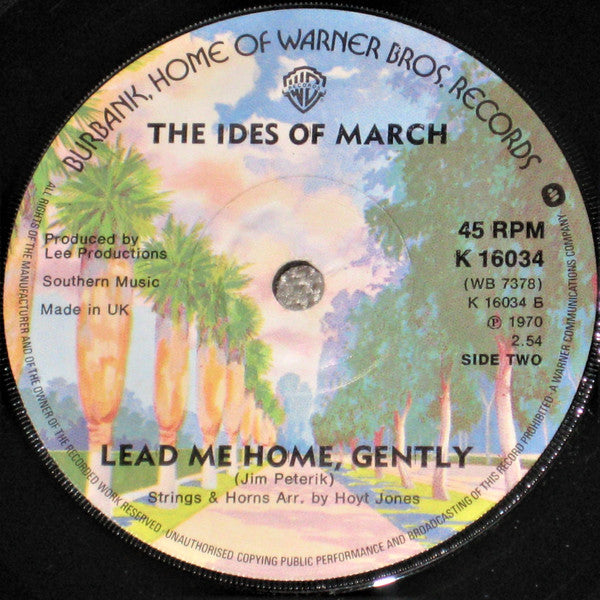 BURBANK, HOME OF WARNER BROS. RECORDS
RECORDS
THE IDES OF MARCH
Produced by
Lee Productions
Southern Music
Made in UK
45 RPM
K 16034
(WB 7378)
K 16034 B
Ⓟ 1970
2.54
SIDE TWO
LEAD ME HOME, GENTLY
(Jim Peterik)
Strings & Horns Arr. by Hoyt Jones
ALL RIGHTS OF THE MANUFACTURER AND OF THE OWNER OF THE RECORDED WORK RESERVED · UNAUTHORISED COPYING PUBLIC PERFORMANCE AND BROADCASTING OF THIS RECORD PROHIBITED · A WARNER COMMUNICATIONS COMPANY.